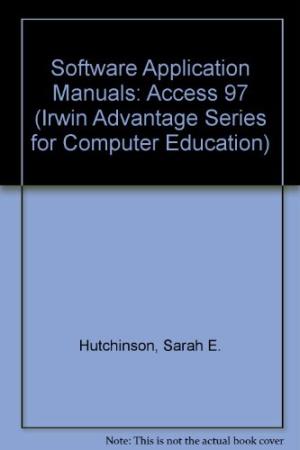 Software Application
Manuals: Access 97
(Irwin Advantage Series
for Computer Education)
Hutchinson, Sarah E.
Note: This is not the actual book cover